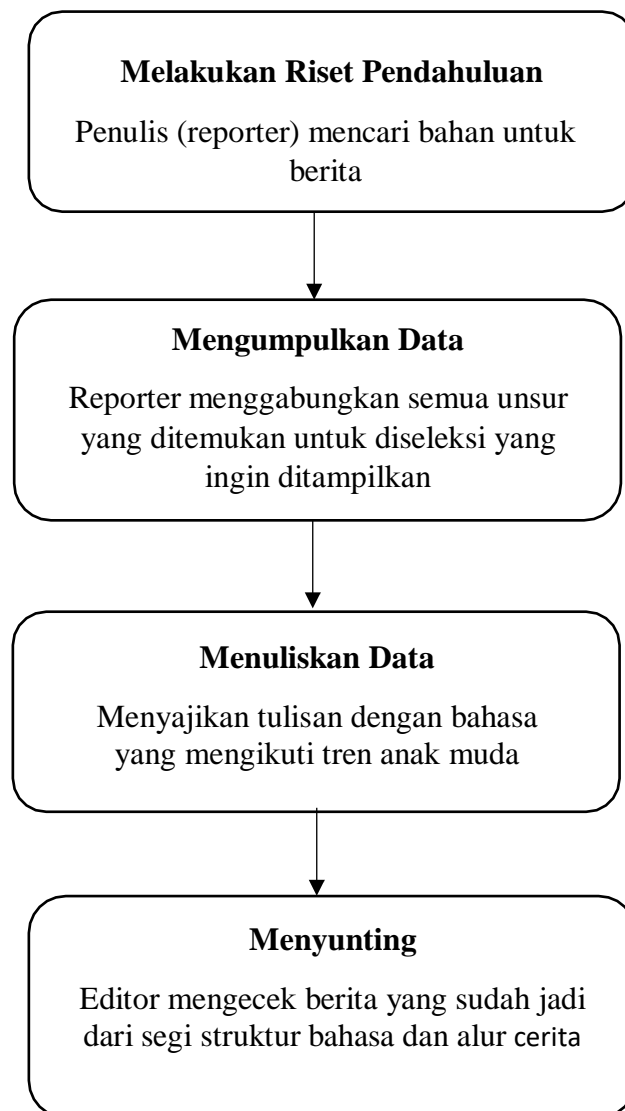 Melakukan Riset Pendahuluan
Penulis (reporter) mencari bahan untuk
berita
Mengumpulkan Data
Reporter menggabungkan semua unsur
yang ditemukan untuk diseleksi yang
ingin ditampilkan
Menuliskan Data
Menyajikan tulisan dengan bahasa
yang mengikuti tren anak muda
Menyunting
Editor mengecek berita yang sudah jadi
dari segi struktur bahasa dan alur cerita